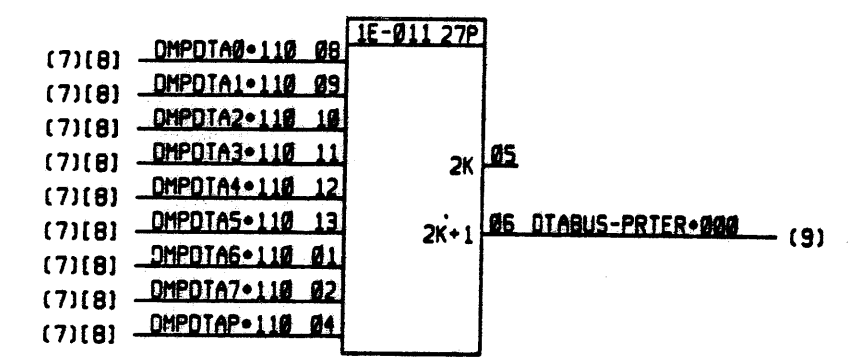 1E-011 27P
(7)[8] DMPDTA0•110 08
(7)[8] DMPDTA1•110 09
(7)[8] DMPDTA2•110 10
(7)[8] DMPDTA3•110 11
(7)[8] DMPDTA4•110 12
(7)[8] DMPDTA5•110 13
(7)[8] DMPDTA6•110 01
(7)[8] DMPDTA7•110 02
(7)[8] DMPDTAP•110 04
2K 05
2K+1 06 DTABUS-PRTER•000 (9)